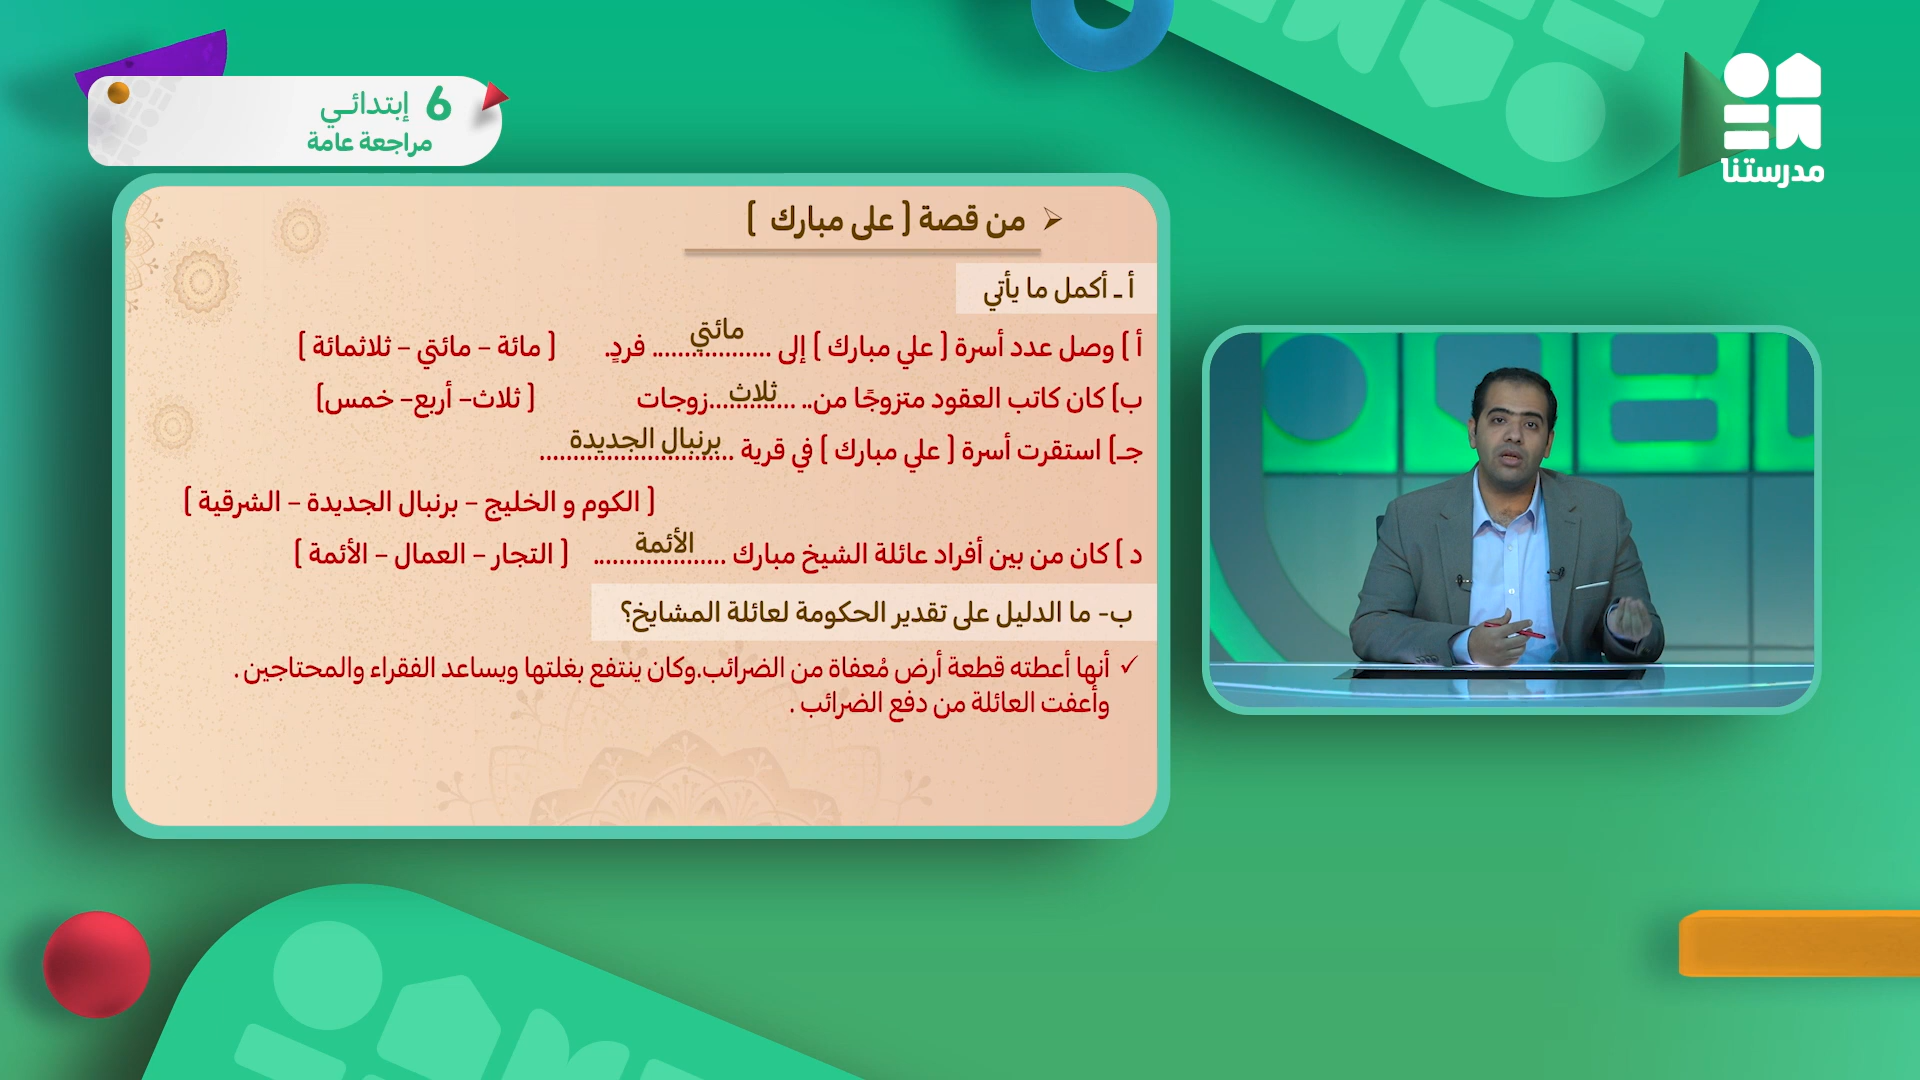 6 إبتدائـي
مراجعة عامة
مدرستنا
من قصة ( على مبارك )
أ ـ أكمل ما يأتي
أ ) وصل عدد أسرة ( علي مبارك ) إلى .................. فردٍ. ( مائة – مائتي – ثلاثمائة )
مائتي
ب) كان كاتب العقود متزوجًا من.. .............زوجات ( ثلاث– أربع– خمس)
ثلاث
جـ) استقرت أسرة ( علي مبارك ) في قرية .............................
برنبال الجديدة
( الكوم و الخليج – برنبال الجديدة – الشرقية )
د ) كان من بين أفراد عائلة الشيخ مبارك .................... ( التجار – العمال – الأئمة )
الأئمة
ب- ما الدليل على تقدير الحكومة لعائلة المشايخ؟
✓ أنها أعطته قطعة أرض مُعفاة من الضرائب.وكان ينتفع بغلتها ويساعد الفقراء والمحتاجين .
وأعفت العائلة من دفع الضرائب .